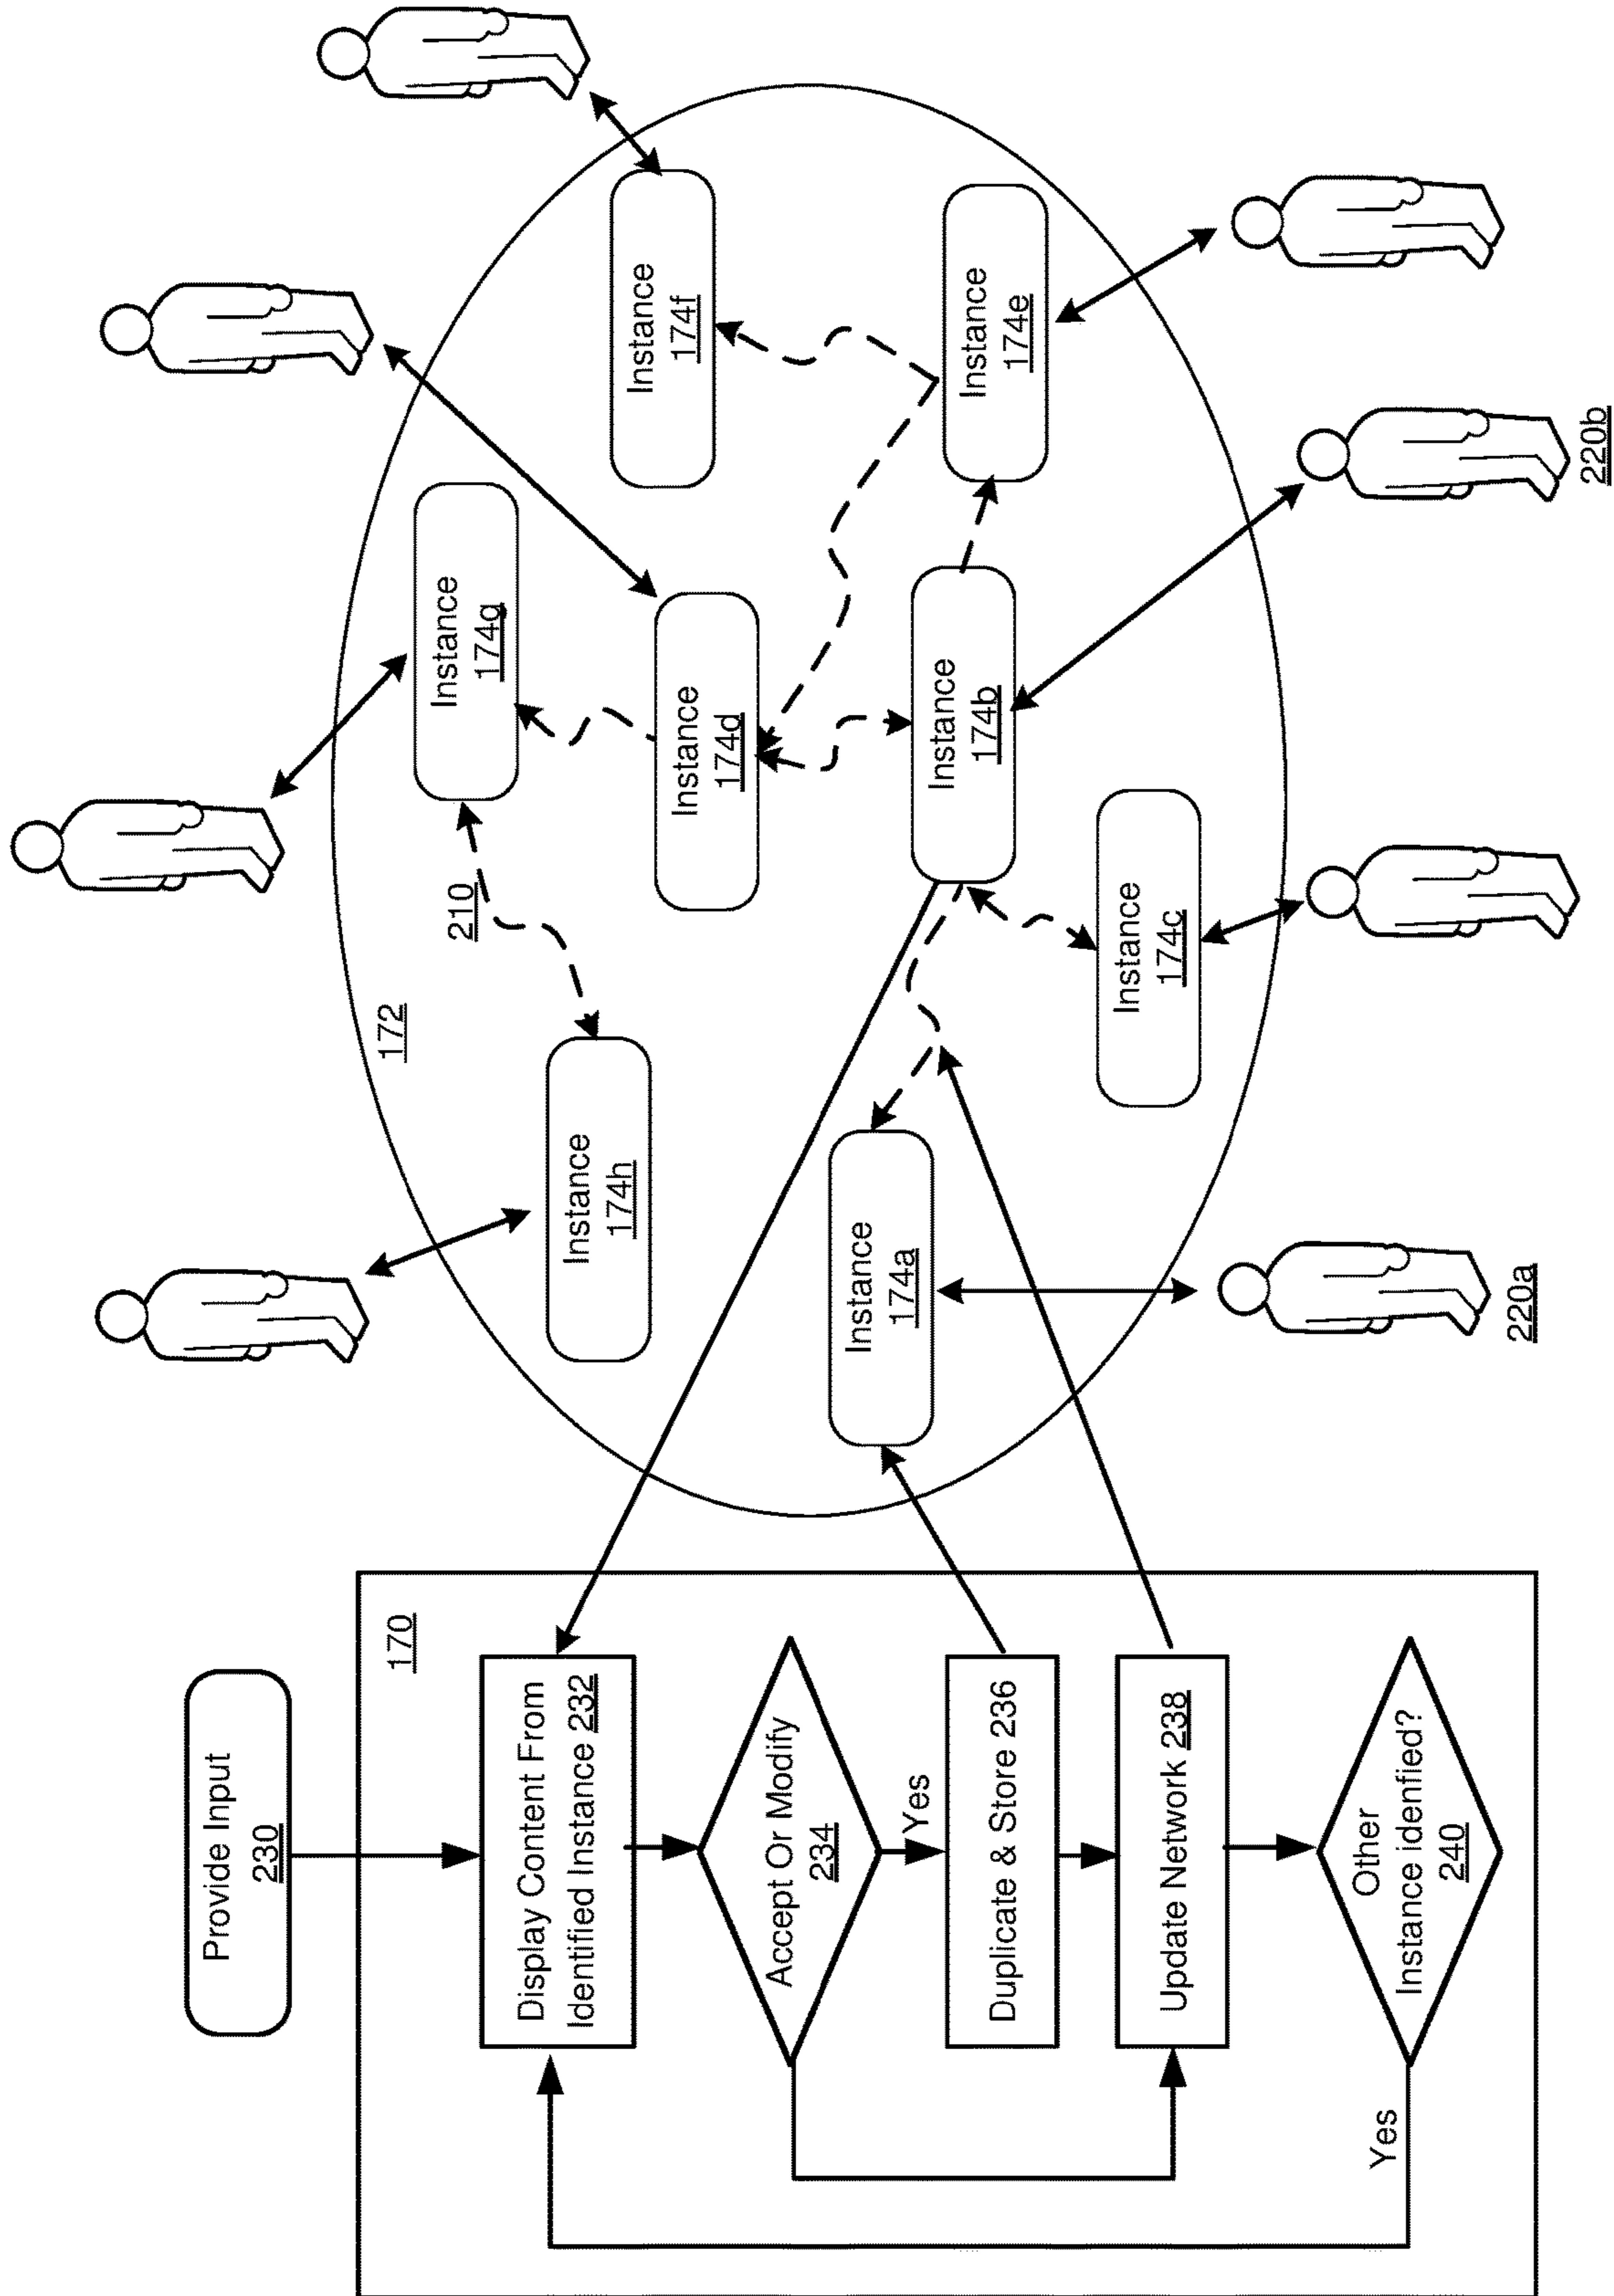 Provide Input
230
170
Display Content From
Identified Instance 232
Accept Or Modify
234
Yes
Duplicate & Store 236
Update Network 238
Other
Instance idenfied?
240
Yes
172
210
Instance
174g
Instance
174h
Instance
174f
Instance
174d
Instance
174a
Instance
174b
Instance
174e
Instance
174c
220a
220b